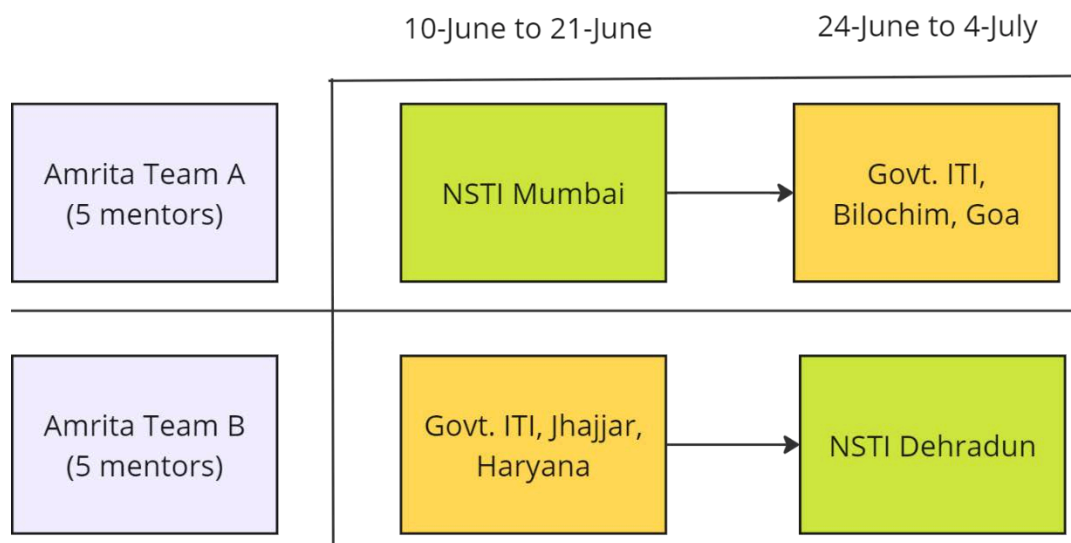 10-June to 21-June
24-June to 4-July
Amrita Team A
(5 mentors)
NSTI Mumbai
Govt. ITI,
Bilochim, Goa
Amrita Team B
(5 mentors)
Govt. ITI, Jhajjar,
Haryana
NSTI Dehradun